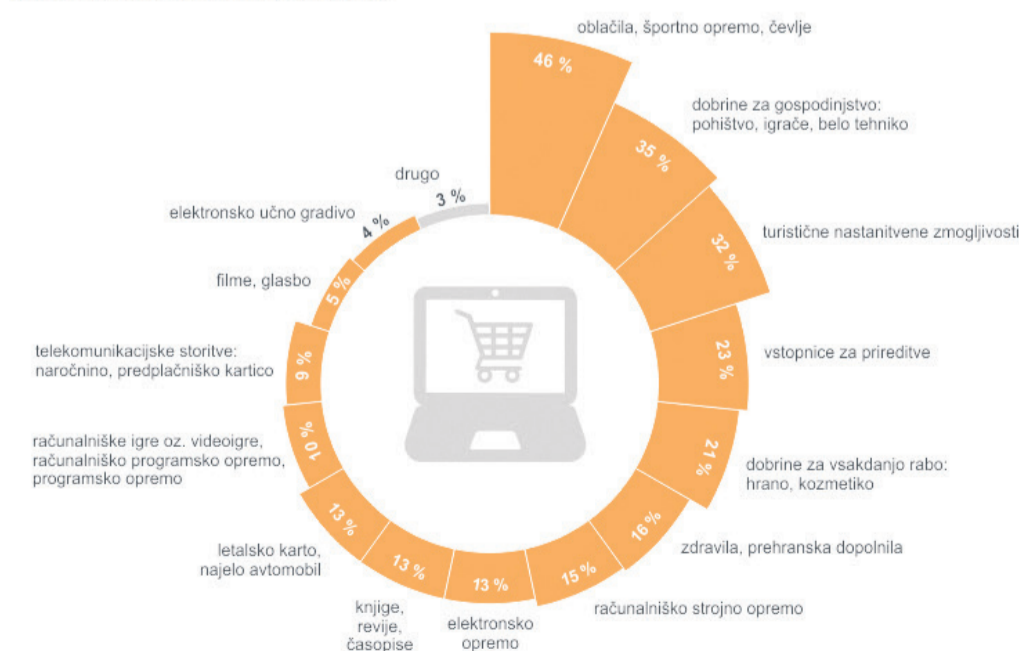 oblačila, športno opremo, čevlje
46 %
dobrine za gospodinjstvo:
pohištvo, igrače, belo tehniko
35 %
turistične nastanitvene zmogljivosti
32 %
vstopnice za prireditve
23 %
dobrine za vsakdanjo rabo:
hrano, kozmetiko
21 %
zdravila, prehranska dopolnila
16 %
računalniško strojno opremo
15 %
elektronsko
opremo
13 %
knjige,
revije,
časopise
13 %
letalsko karto,
najelo avtomobil
13 %
računalniške igre oz. videoigre,
računalniško programsko opremo,
programsko opremo
10 %
telekomunikacijske storitve:
naročnino, predplačniško kartico
9 %
filme, glasbo
5 %
elektronsko učno gradivo
4 %
drugo
3 %